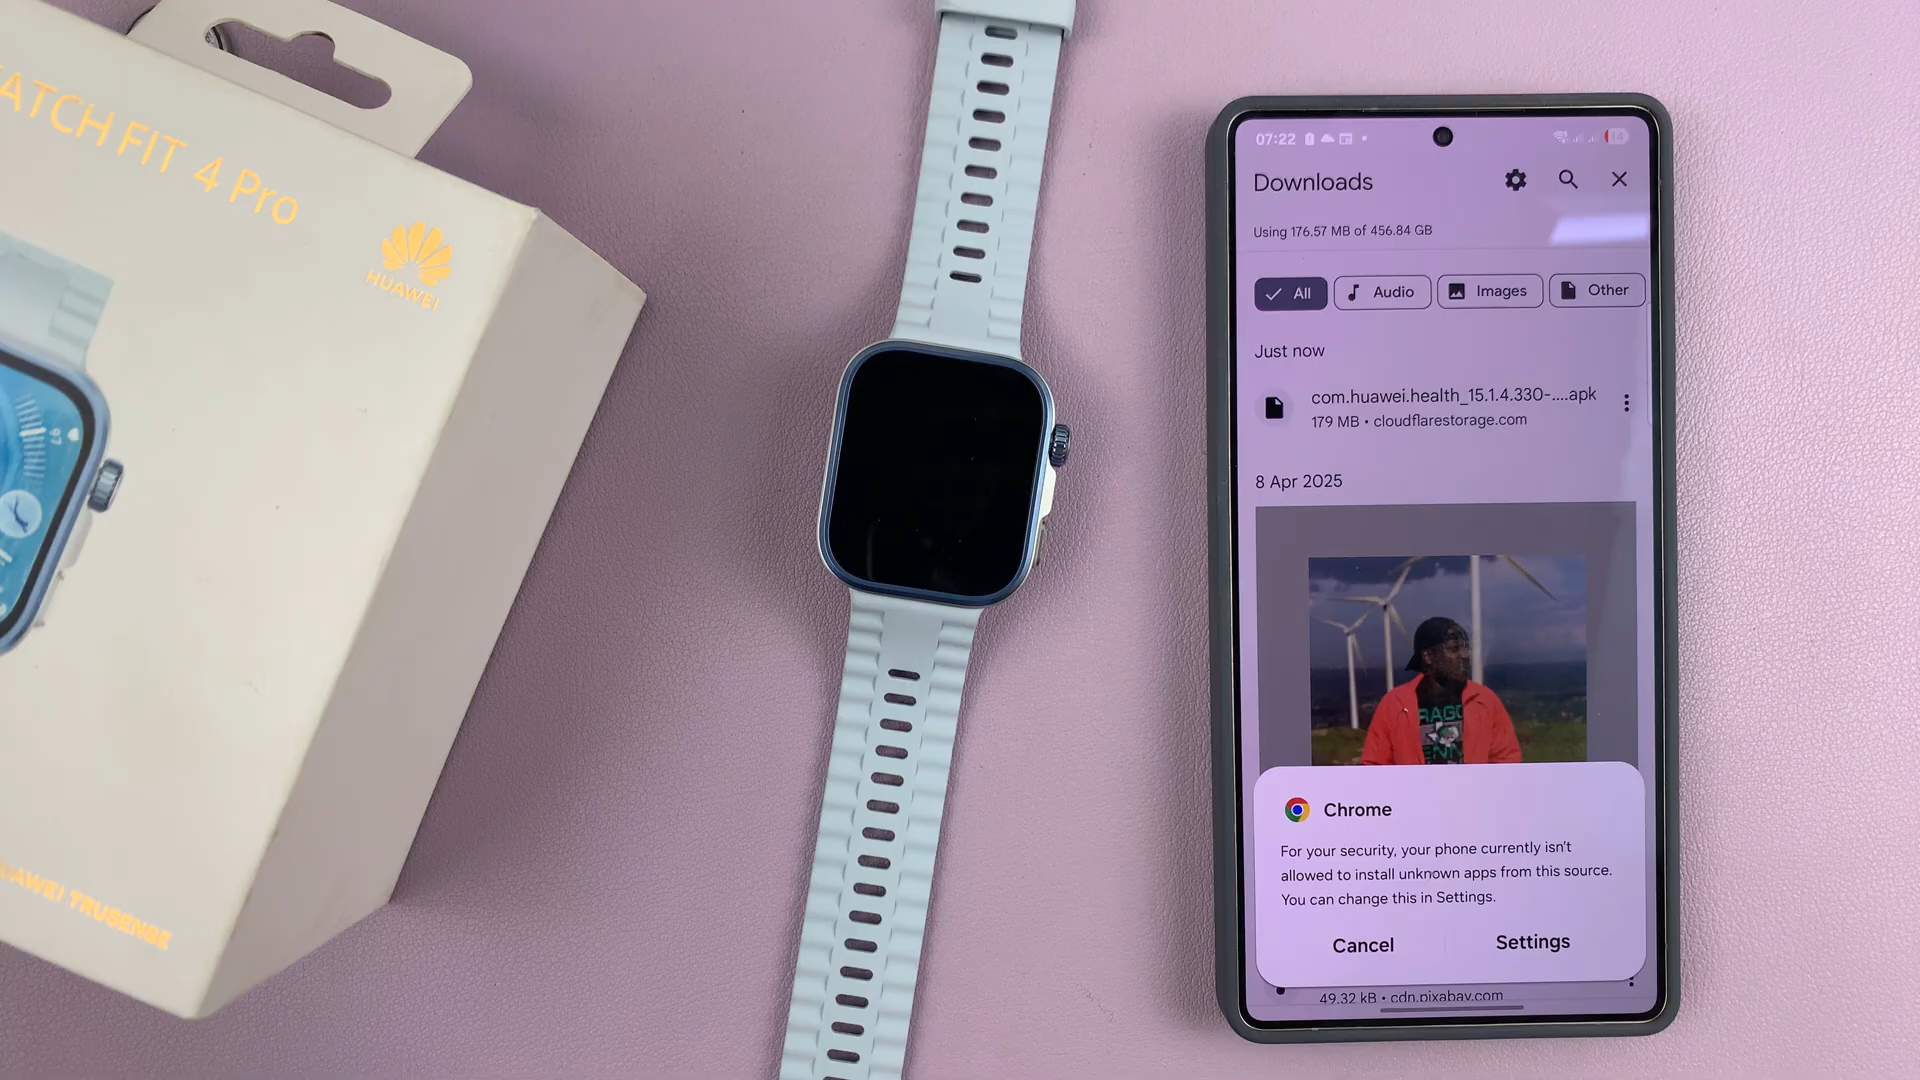 WATCH FIT 4 Pro
HUAWEI
HUAWEI TRUSENSE
07:22
14
Downloads
Using 176.57 MB of 456.84 GB
All
Audio
Images
Other
Just now
com.huawei.health_15.1.4.330-....apk
179 MB • cloudflarestorage.com
8 Apr 2025
Chrome
For your security, your phone currently isn't
allowed to install unknown apps from this source.
You can change this in Settings.
Cancel
Settings
49.32 kB • cdn.pixabay.com